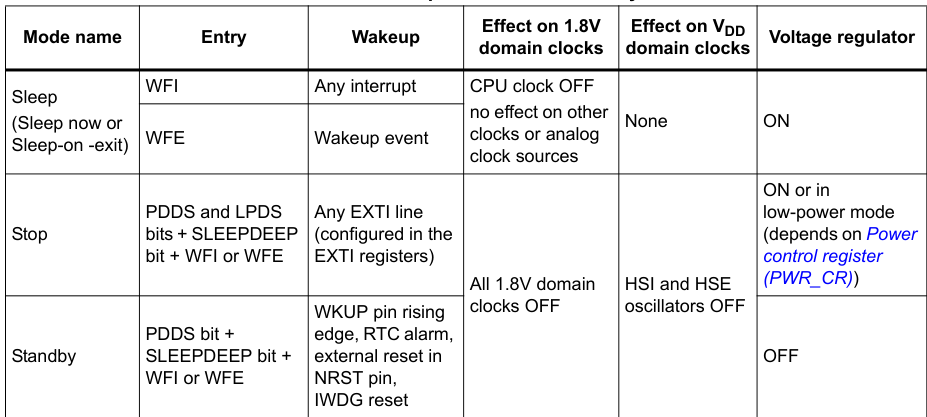 Mode name
Entry
Wakeup
Effect on 1.8V
domain clocks
Effect on VDD
domain clocks
Voltage regulator
Sleep
(Sleep now or
Sleep-on -exit)
WFI
Any interrupt
CPU clock OFF
no effect on other
clocks or analog
clock sources
None
ON
WFE
Wakeup event
Stop
PDDS and LPDS
bits + SLEEPDEEP
bit + WFI or WFE
Any EXTI line
(configured in the
EXTI registers)
All 1.8V domain
clocks OFF
HSI and HSE
oscillators OFF
ON or in
low-power mode
(depends on Power
control register
(PWR_CR))
Standby
PDDS bit +
SLEEPDEEP bit +
WFI or WFE
WKUP pin rising
edge, RTC alarm,
external reset in
NRST pin,
IWDG reset
OFF